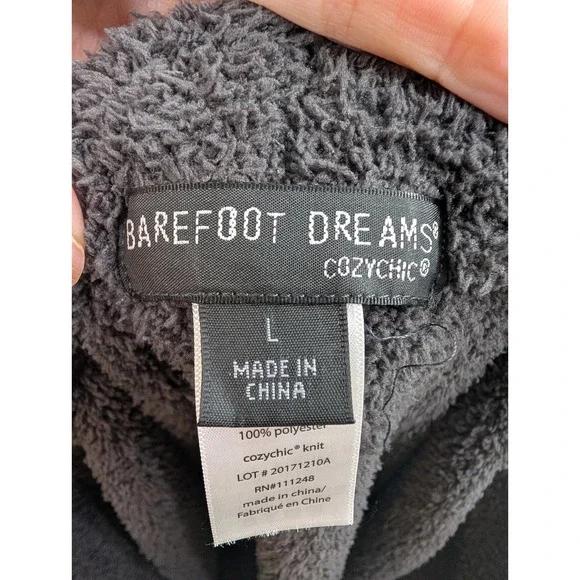 BAREFOOT DREAMS®
COZYCHIC®
L
MADE IN
CHINA
100% polyester
cozychic® knit
LOT # 20171210A
RN#111248
made in china/
Fabriqué en Chine